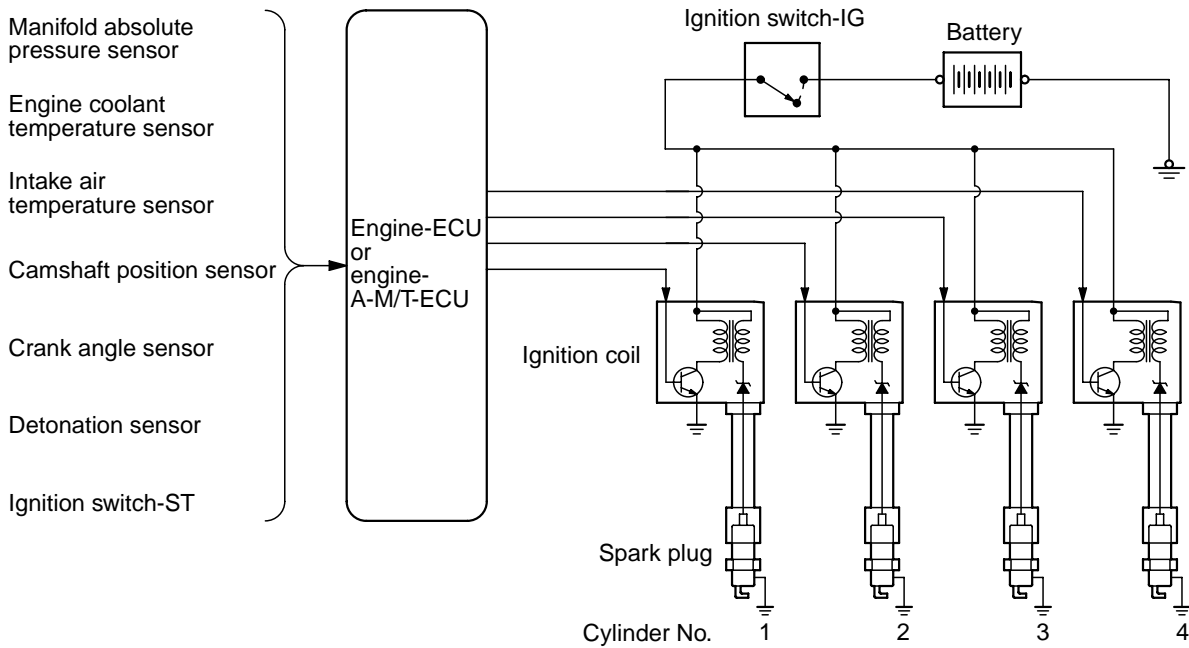 Manifold absolute
pressure sensor
Engine coolant
temperature sensor
Intake air
temperature sensor
Camshaft position sensor
Crank angle sensor
Detonation sensor
Ignition switch-ST
Engine-ECU
or
engine-
A-M/T-ECU
Ignition switch-IG
Battery
Ignition coil
Spark plug
Cylinder No. 1 2 3 4